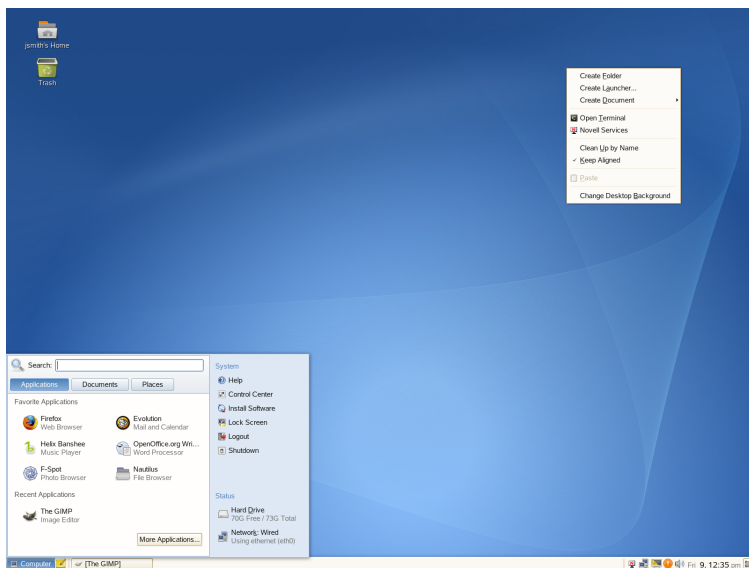 jsmith's Home
Trash
Create Folder
Create Launcher...
Create Document
Open Terminal
Novell Services
Clean Up by Name
Keep Aligned
Paste
Change Desktop Background
Search:
Applications
Documents
Places
Favorite Applications
Firefox
Web Browser
Evolution
Mail and Calendar
Helix Banshee
Music Player
OpenOffice.org Wri...
Word Processor
F-Spot
Photo Browser
Nautilus
File Browser
Recent Applications
The GIMP
Image Editor
More Applications...
System
Help
Control Center
Install Software
Lock Screen
Logout
Shutdown
Status
Hard Drive
70G Free / 73G Total
Network: Wired
Using ethernet (eth0)
Computer
[The GIMP]
Fri 9, 12:35 pm